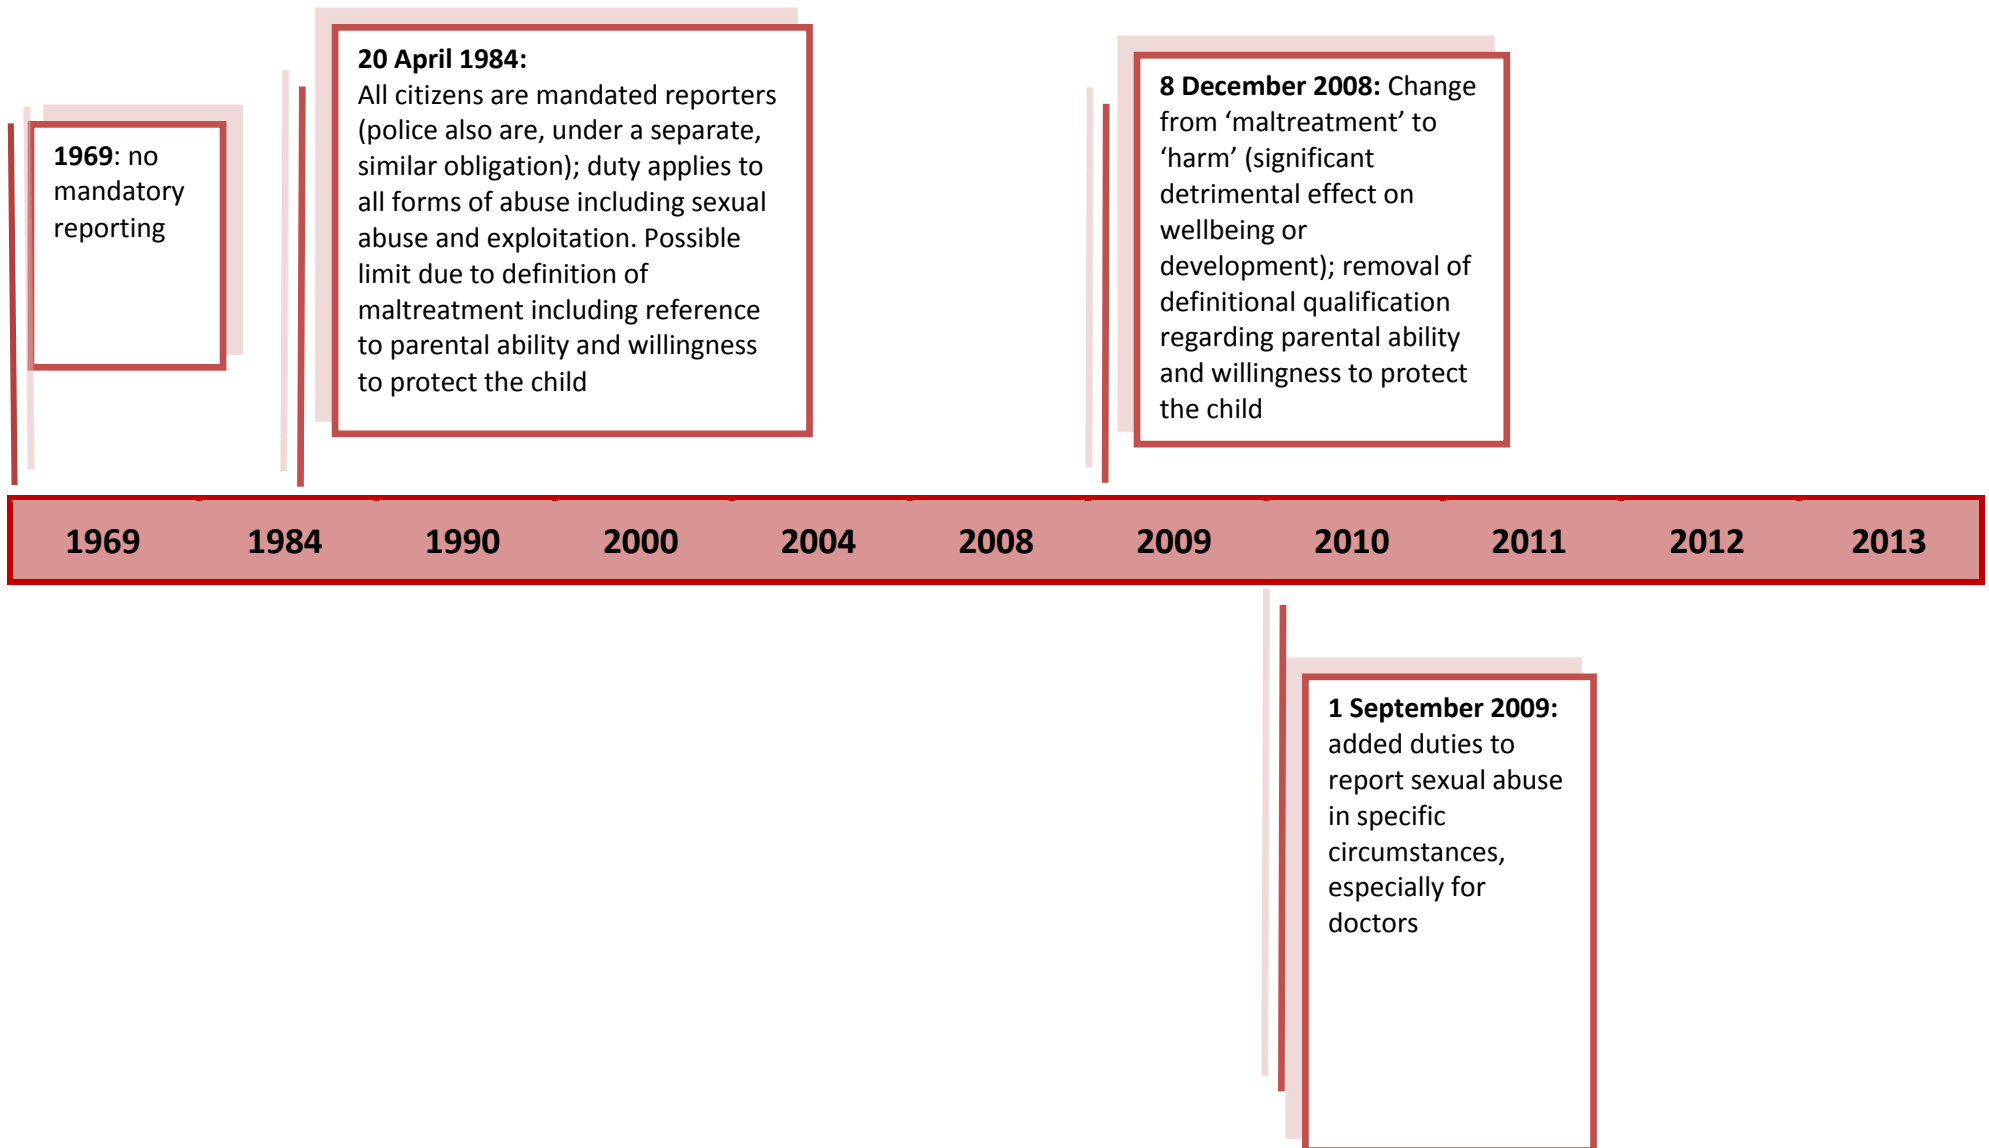 1969: no
mandatory
reporting
20 April 1984:
All citizens are mandated reporters
(police also are, under a separate,
similar obligation); duty applies to
all forms of abuse including sexual
abuse and exploitation. Possible
limit due to definition of
maltreatment including reference
to parental ability and willingness
to protect the child
8 December 2008: Change
from ‘maltreatment’ to
‘harm’ (significant
detrimental effect on
wellbeing or
development); removal of
definitional qualification
regarding parental ability
and willingness to protect
the child
1969 1984 1990 2000 2004 2008 2009 2010 2011 2012 2013
1 September 2009:
added duties to
report sexual abuse
in specific
circumstances,
especially for
doctors